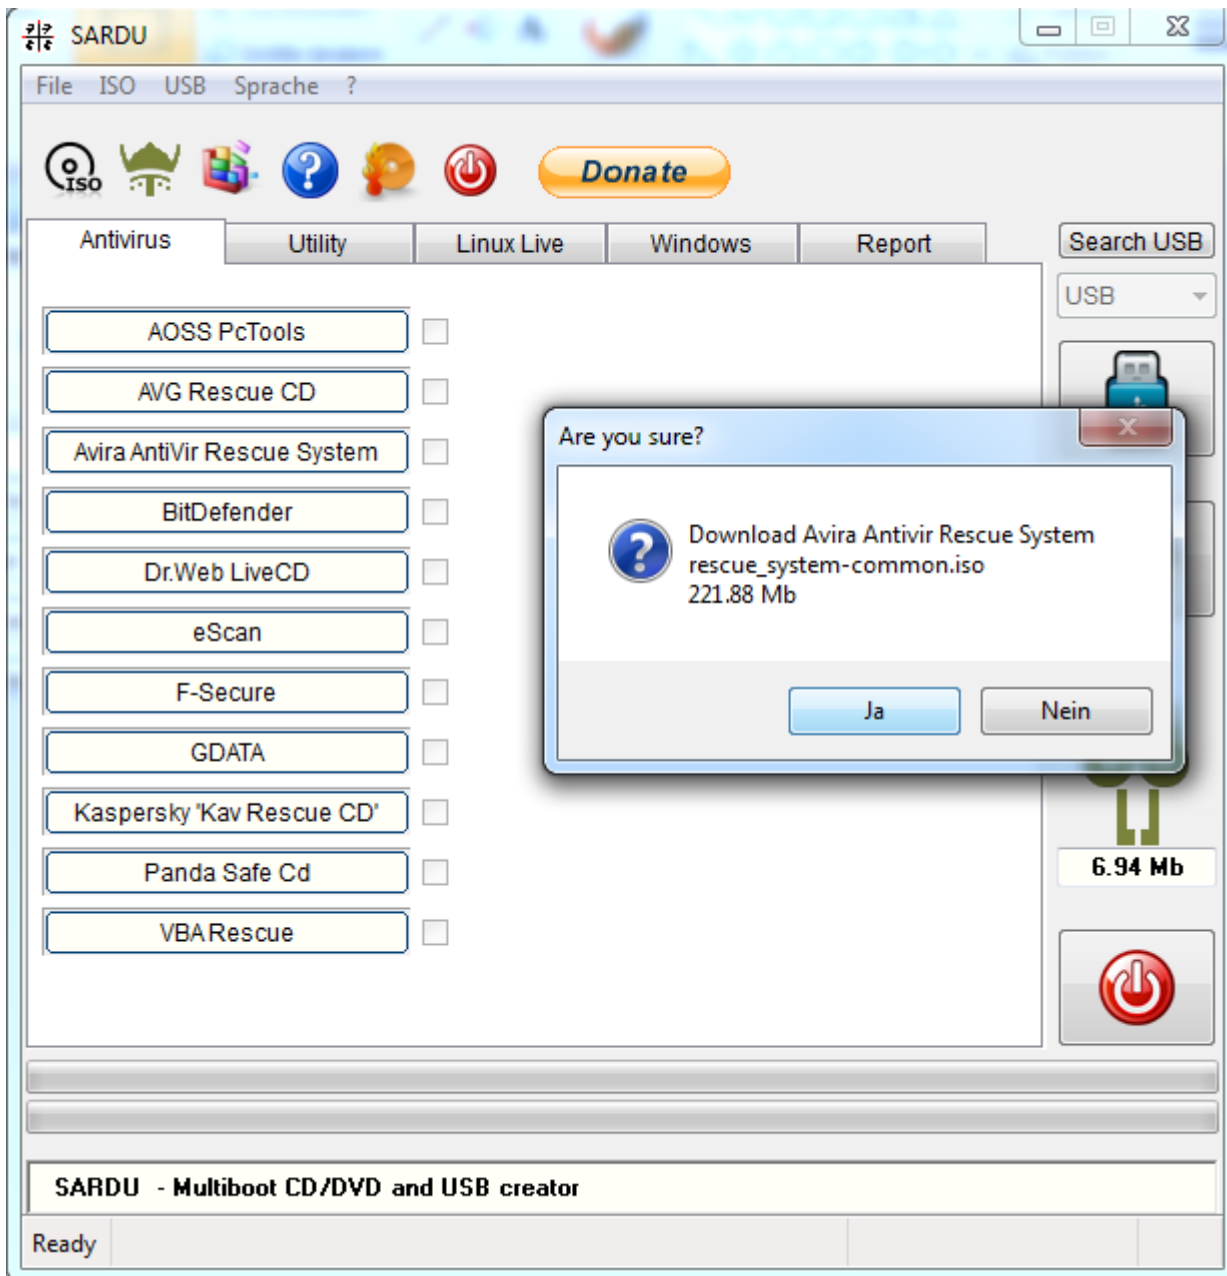 SARDU
File ISO USB Sprache ?
ISO
Donate
Antivirus Utility Linux Live Windows Report
Search USB
USB
AOSS PcTools
AVG Rescue CD
Avira AntiVir Rescue System
BitDefender
Dr.Web LiveCD
eScan
F-Secure
GDATA
Kaspersky 'Kav Rescue CD'
Panda Safe Cd
VBA Rescue
Are you sure?
Download Avira Antivir Rescue System
rescue_system-common.iso
221.88 Mb
Ja Nein
6.94 Mb
SARDU - Multiboot CD/DVD and USB creator
Ready